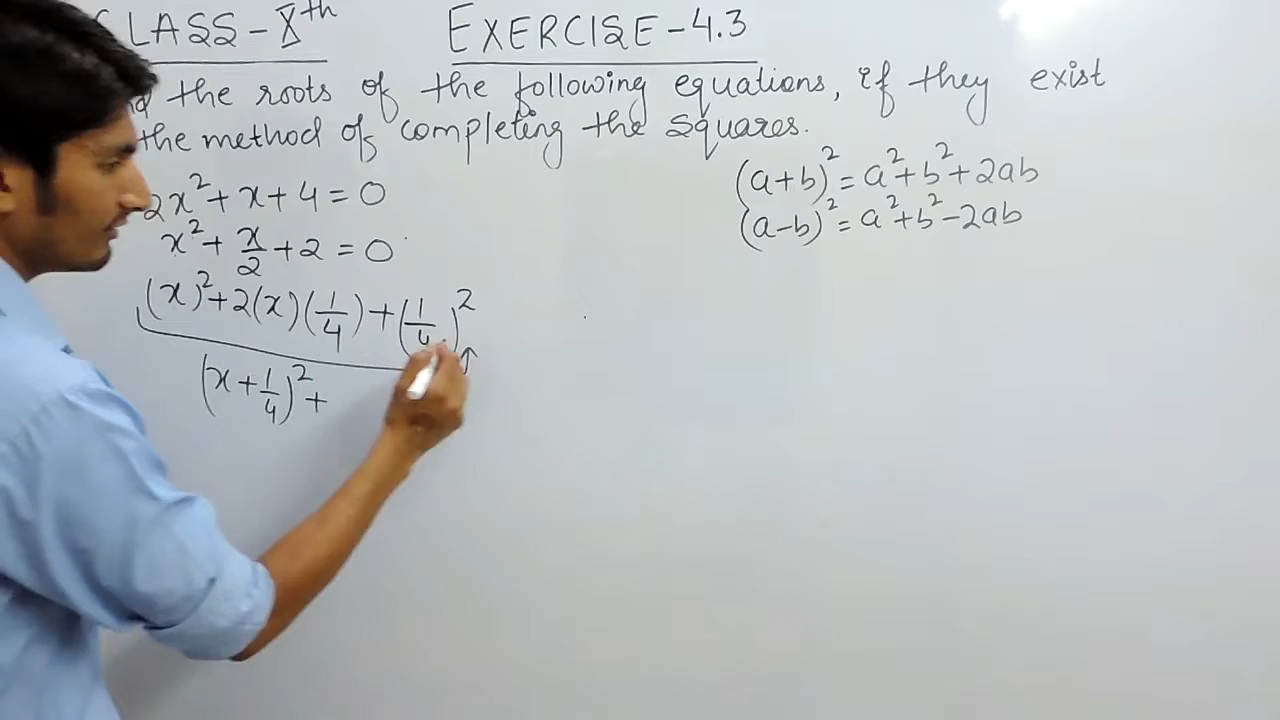 LASS-Xth EXERCISE-4.3
the roots of the following equations, if they exist
the method of completing the squares.
(a+b)² = a²+b²+2ab
(a-b)² = a²+b²-2ab
2x²+x+4=0
x²+x/2+2=0
(x)²+2(x)(1/4)+(1/4)²
(x+1/4)²+